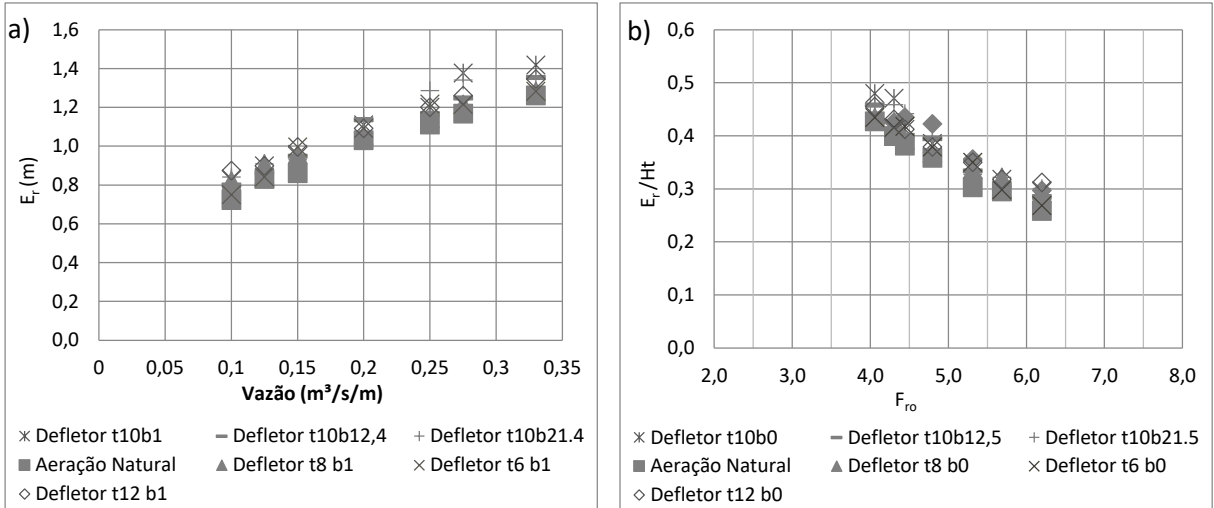 a)
E_r (m)
1,6
1,4
1,2
1,0
0,8
0,6
0,4
0,2
0,0
0 0,05 0,1 0,15 0,2 0,25 0,3 0,35
Vazão (m³/s/m)
Defletor t10b1 Defletor t10b12,4 Defletor t10b21.4
Aeração Natural Defletor t8 b1 Defletor t6 b1
Defletor t12 b1
b)
E_r /Ht
0,6
0,5
0,4
0,3
0,2
0,1
0,0
2,0 3,0 4,0 5,0 6,0 7,0 8,0
F_ro
Defletor t10b0 Defletor t10b12,5 Defletor t10b21.5
Aeração Natural Defletor t8 b0 Defletor t6 b0
Defletor t12 b0